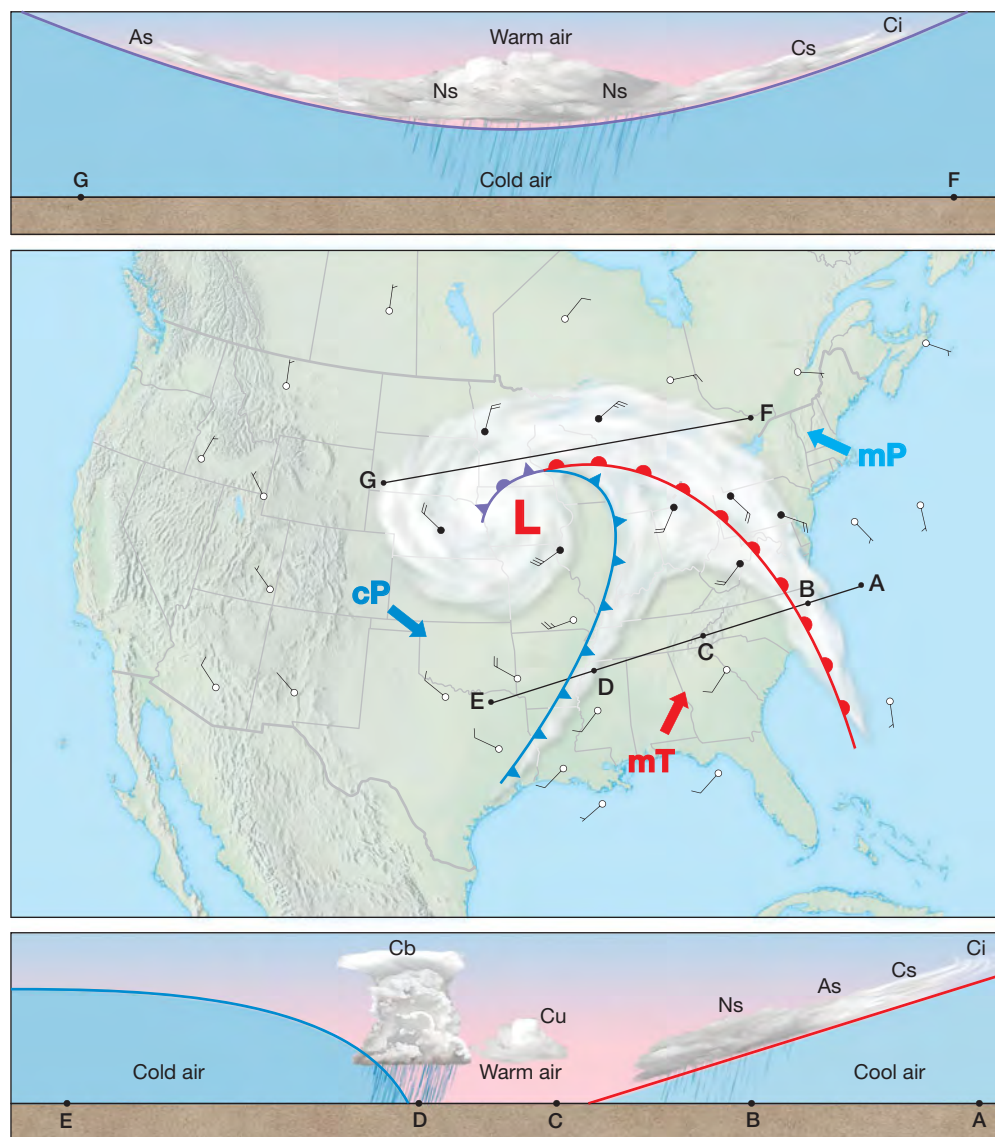 As Warm air Ci
Cs
Ns Ns
G Cold air F
F
mP
G
L
A
B
cP
C
D
E
mT
Cb
Ci
Cs
As
Ns
Cu
Cold air Warm air Cool air
E D C B A